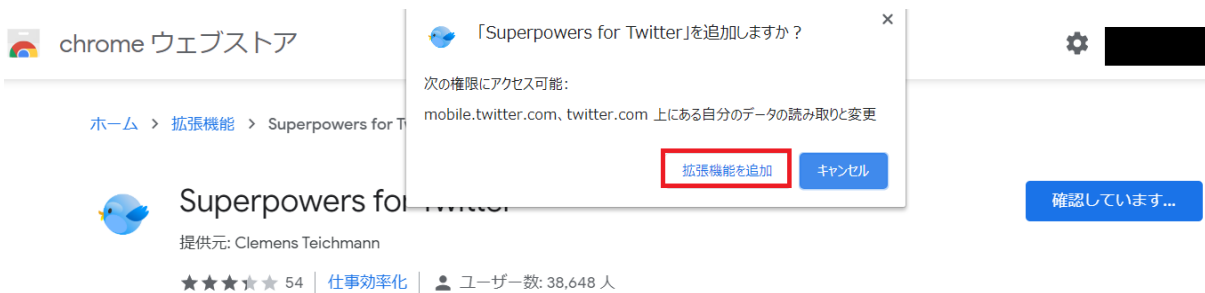 chrome ウェブストア
「Superpowers for Twitter」を追加しますか？
×
次の権限にアクセス可能：
mobile.twitter.com、twitter.com 上にある自分のデータの読み取りと変更
拡張機能を追加
キャンセル
ホーム > 拡張機能 > Superpowers for
Superpowers for Twitter
確認しています...
提供元: Clemens Teichmann
54 | 仕事効率化 | ユーザー数: 38,648 人